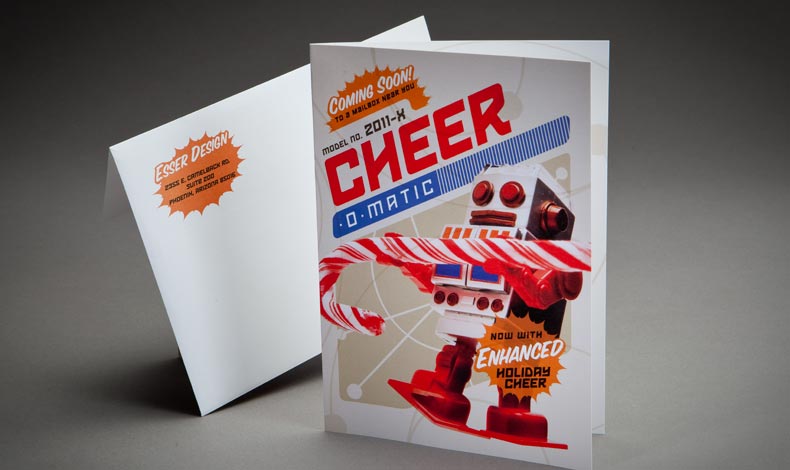 Esser Design
2355 E. Camelback Rd.
Suite 200
Phoenix, Arizona 85016
Coming Soon!
to a mailbox near you
Model no. 2011-X
CHEER
·O·MATIC
Now with
Enhanced
Holiday
Cheer